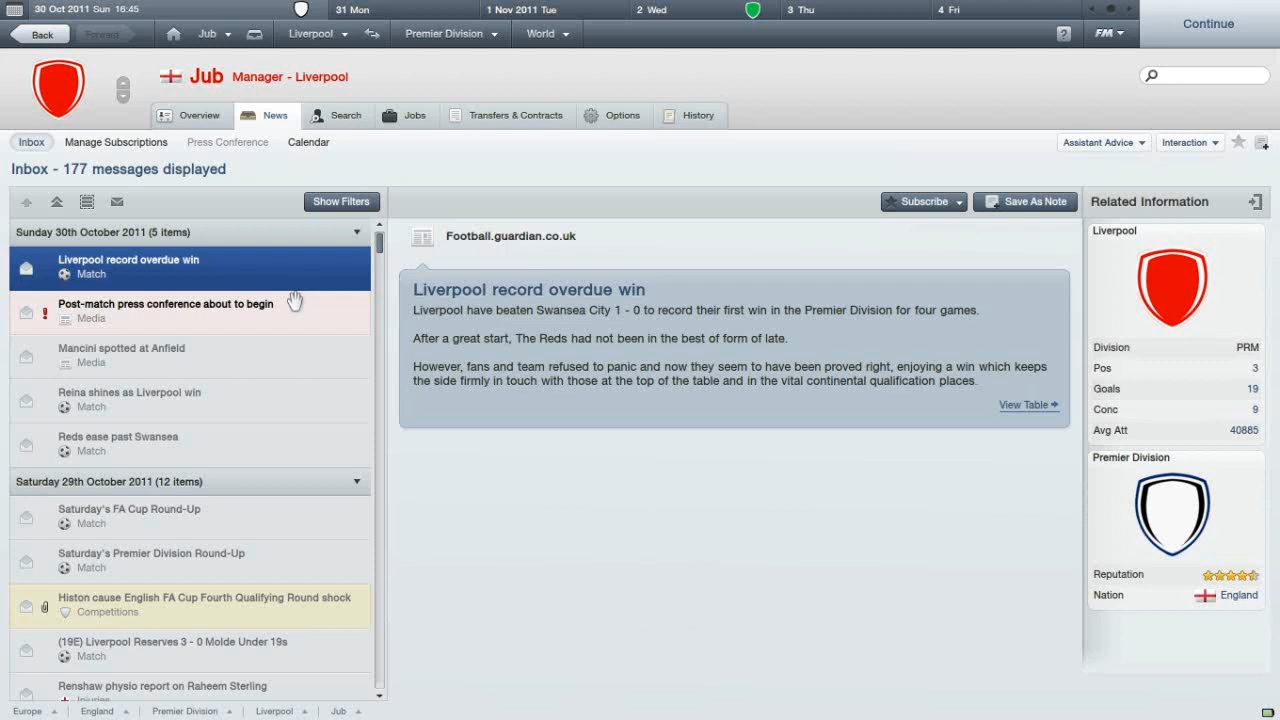 30 Oct 2011 Sun 16:45
31 Mon
1 Nov 2011 Tue
2 Wed
3 Thu
4 Fri
Continue
Back
Forward
Jub
Liverpool
Premier Division
World
?
FM
Jub Manager - Liverpool
Overview
News
Search
Jobs
Transfers & Contracts
Options
History
Inbox
Manage Subscriptions
Press Conference
Calendar
Assistant Advice
Interaction
Inbox - 177 messages displayed
Show Filters
Subscribe
Save As Note
Related Information
Sunday 30th October 2011 (5 items)
Liverpool record overdue win
Match
Post-match press conference about to begin
Media
Mancini spotted at Anfield
Media
Reina shines as Liverpool win
Match
Reds ease past Swansea
Match
Saturday 29th October 2011 (12 items)
Saturday's FA Cup Round-Up
Match
Saturday's Premier Division Round-Up
Match
Histon cause English FA Cup Fourth Qualifying Round shock
Competitions
(19E) Liverpool Reserves 3 - 0 Molde Under 19s
Match
Renshaw physio report on Raheem Sterling
Injuries
Football.guardian.co.uk
Liverpool record overdue win
Liverpool have beaten Swansea City 1 - 0 to record their first win in the Premier Division for four games.
After a great start, The Reds had not been in the best of form of late.
However, fans and team refused to panic and now they seem to have been proved right, enjoying a win which keeps
the side firmly in touch with those at the top of the table and in the vital continental qualification places.
View Table
Liverpool
Division PRM
Pos 3
Goals 19
Conc 9
Avg Att 40885
Premier Division
Reputation
Nation England
Europe
England
Premier Division
Liverpool
Jub